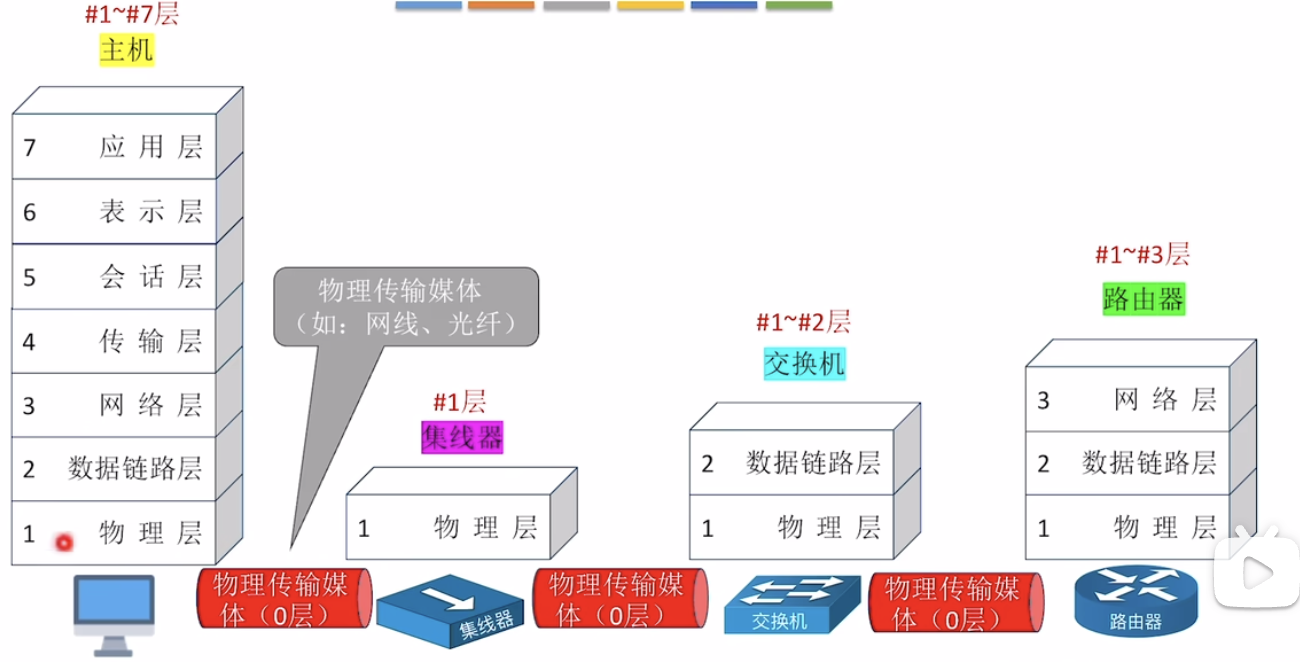 #1~#7层
主机
7 应用层
6 表示层
5 会话层
4 传输层
3 网络层
2 数据链路层
1 物理层
物理传输媒体
（如：网线、光纤）
#1层
集线器
1 物理层
#1~#2层
交换机
2 数据链路层
1 物理层
#1~#3层
路由器
3 网络层
2 数据链路层
1 物理层
物理传输媒
体（0层）
集线器
物理传输媒
体（0层）
交换机
物理传输媒
体（0层）
路由器